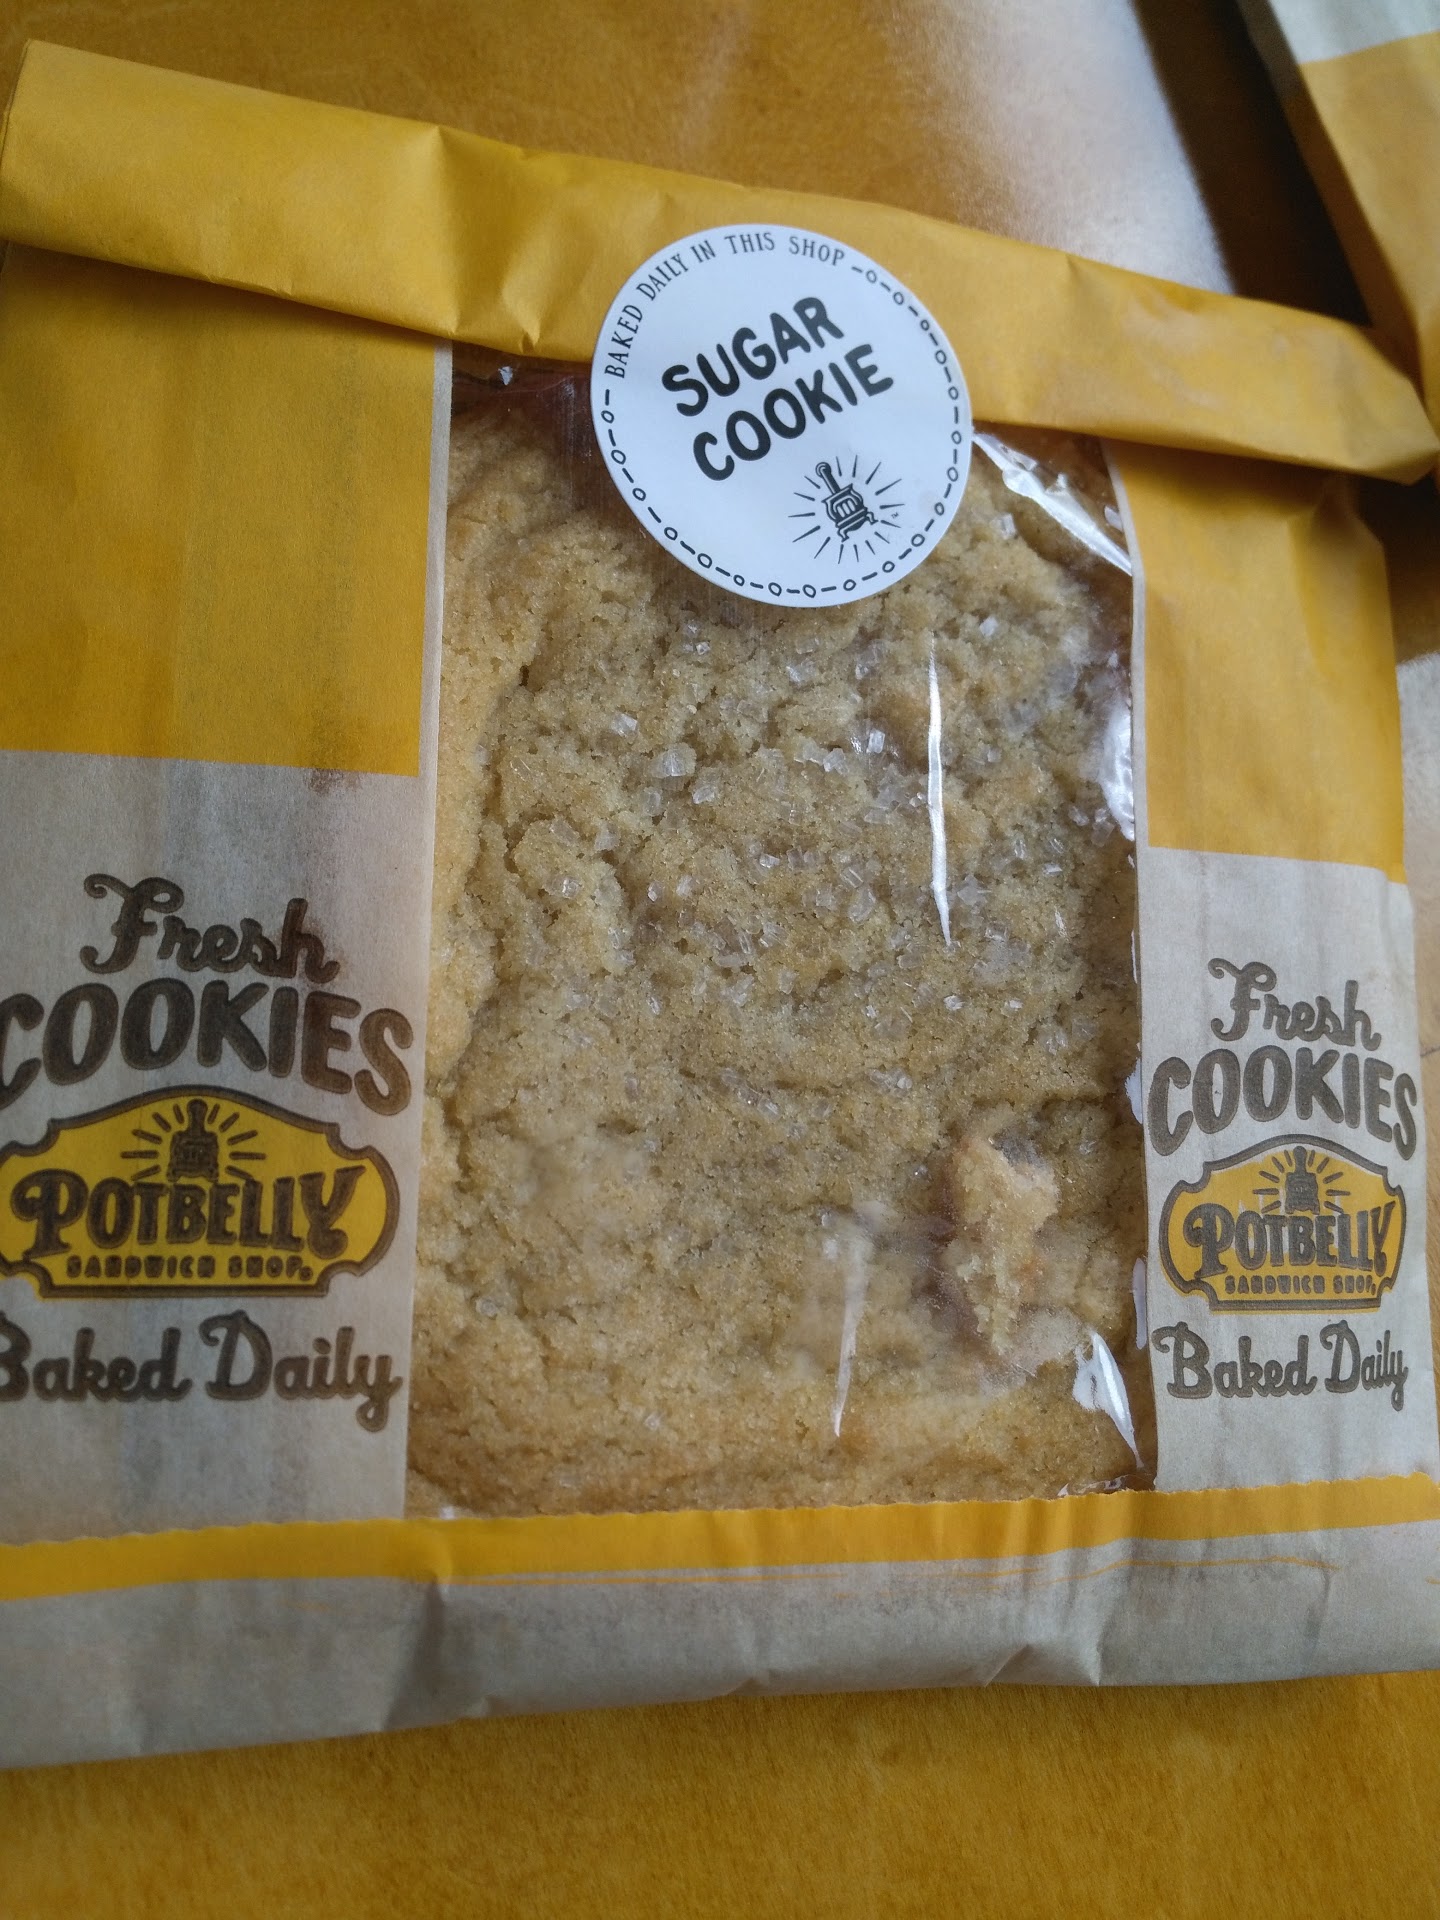 BAKED DAILY IN THIS SHOP
SUGAR
COOKIE
Fresh
COOKIES
POTBELLY
SANDWICH SHOP
Baked Daily
Fresh
COOKIES
POTBELLY
SANDWICH SHOP
Baked Daily